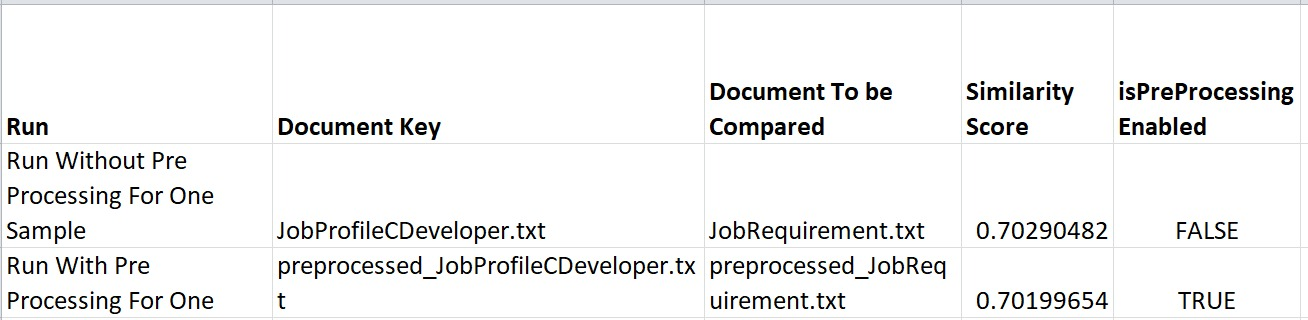 Run
Document Key
Document To be
Compared
Similarity
Score
isPreProcessing
Enabled
Run Without Pre
Processing For One
Sample
JobProfileCDeveloper.txt
JobRequirement.txt
0.70290482
FALSE
Run With Pre
Processing For One
preprocessed_JobProfileCDeveloper.tx
t
preprocessed_JobReq
uirement.txt
0.70199654
TRUE